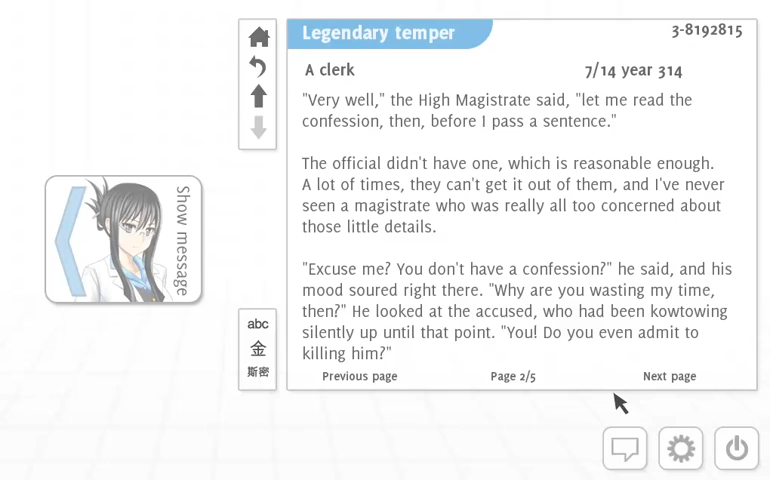 Legendary temper
3-8192815
A clerk
7/14 year 314
"Very well," the High Magistrate said, "let me read the
confession, then, before I pass a sentence."
The official didn't have one, which is reasonable enough.
A lot of times, they can't get it out of them, and I've never
seen a magistrate who was really all too concerned about
those little details.
"Excuse me? You don't have a confession?" he said, and his
mood soured right there. "Why are you wasting my time,
then?" He looked at the accused, who had been kowtowing
silently up until that point. "You! Do you even admit to
killing him?"
Previous page
Page 2/5
Next page
Show message
abc
金
斯密